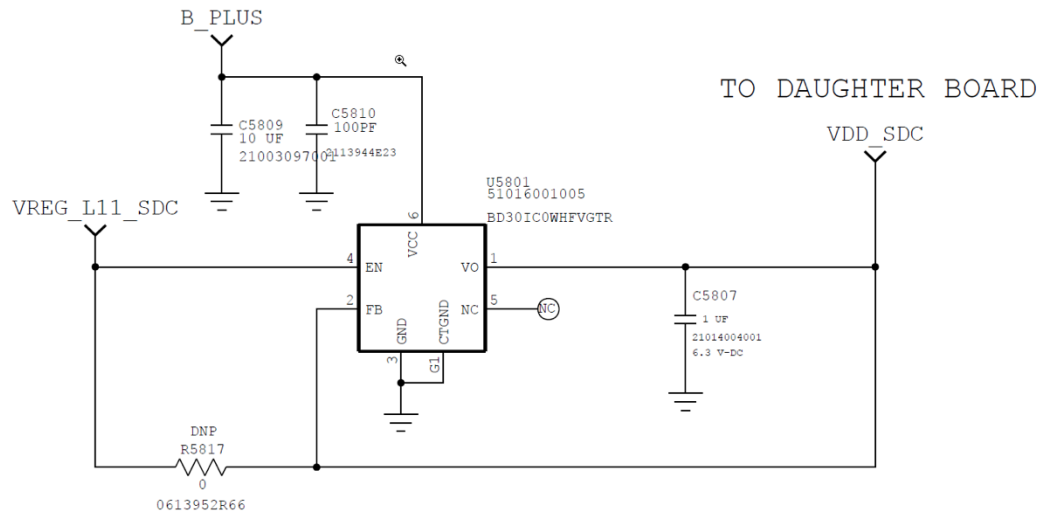 B_PLUS
TO DAUGHTER BOARD
VDD_SDC
C5809
10 UF
21003097001
C5810
100PF
2113944E23
U5801
51016001005
BD30IC0WHFVGTR
VREG_L11_SDC
6
VCC
4
EN
VO
1
2
FB
NC
5
NC
GND
CTGND
3
G1
C5807
1 UF
21014004001
6.3 V-DC
DNP
R5817
0
0613952R66